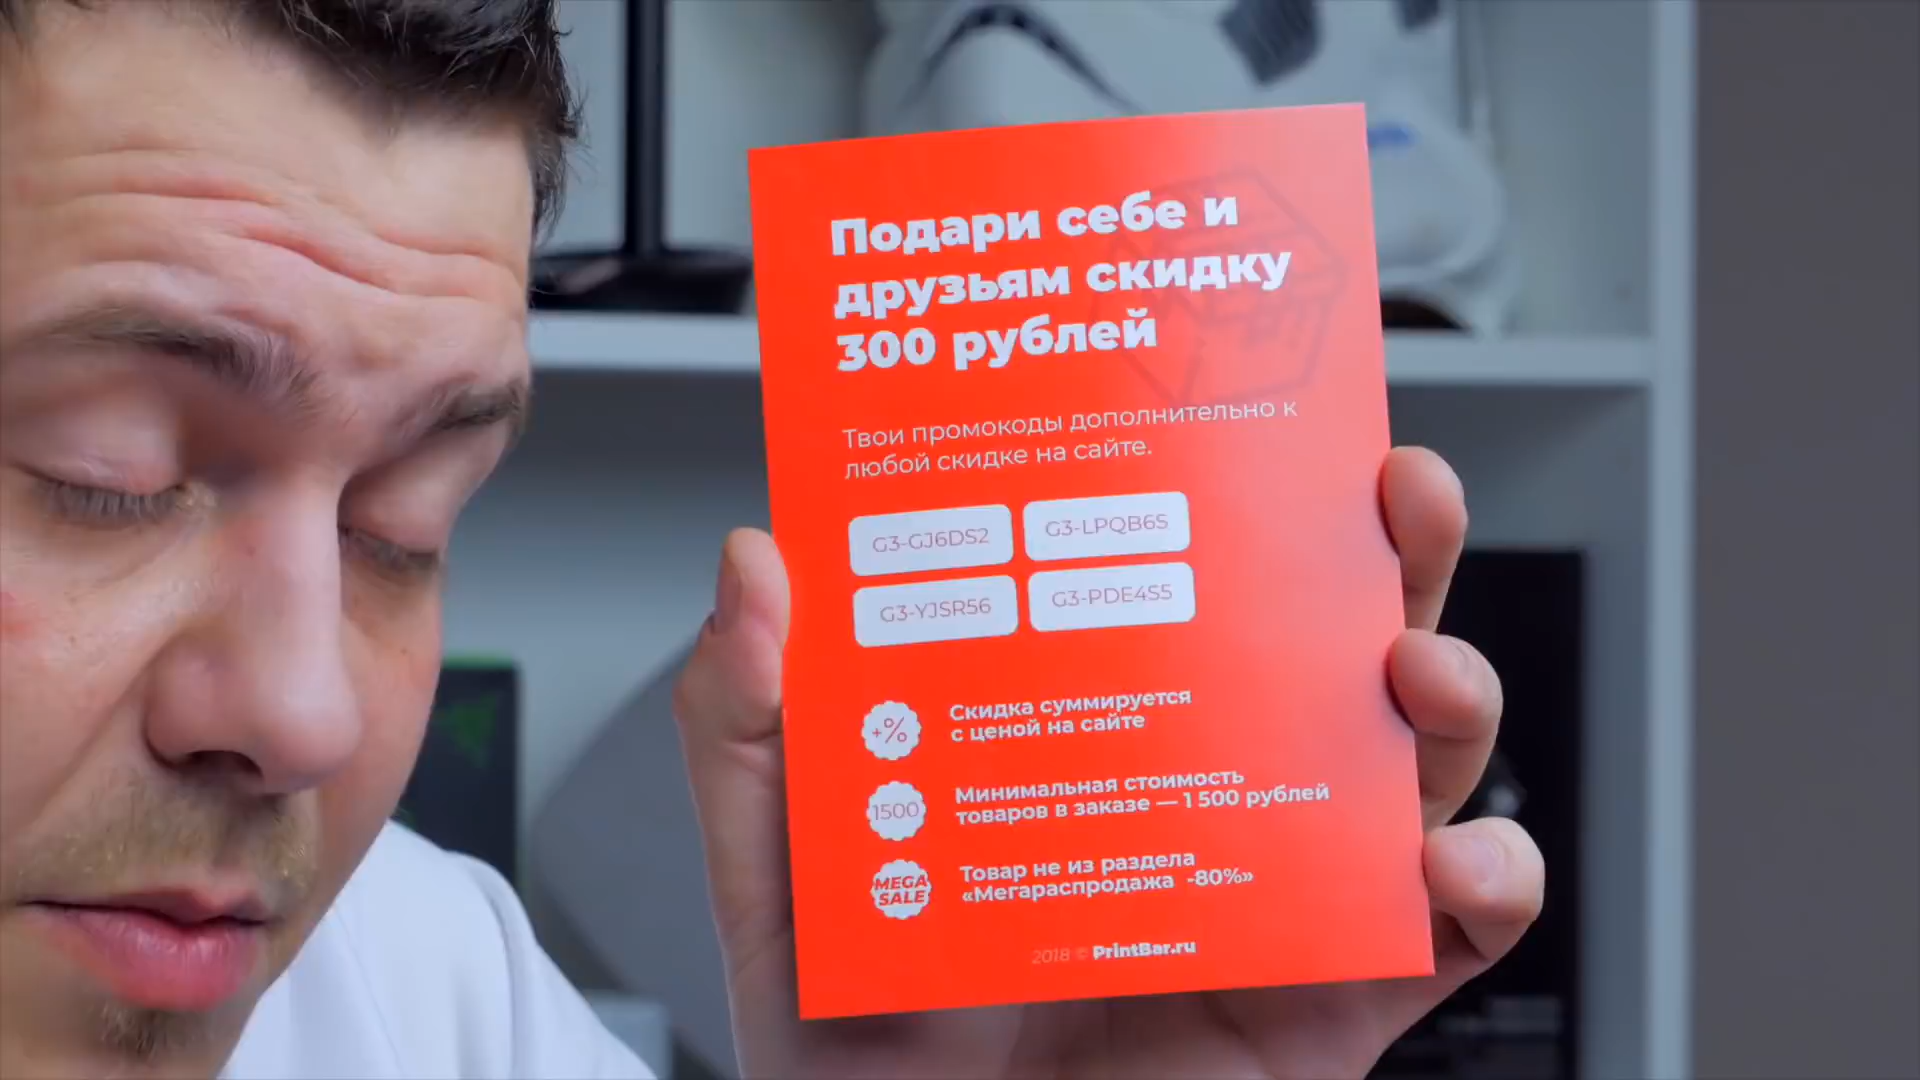 Подари себе и
друзьям скидку
300 рублей
Твои промокоды дополнительно к
любой скидке на сайте.
G3-GJ6DS2 G3-LPQB6S
G3-YJSR56 G3-PDE4S5
+%
Скидка суммируется
с ценой на сайте
1500
Минимальная стоимость
товаров в заказе — 1 500 рублей
MEGA
SALE
Товар не из раздела
«Мегараспродажа -80%»
2018 © PrintBar.ru